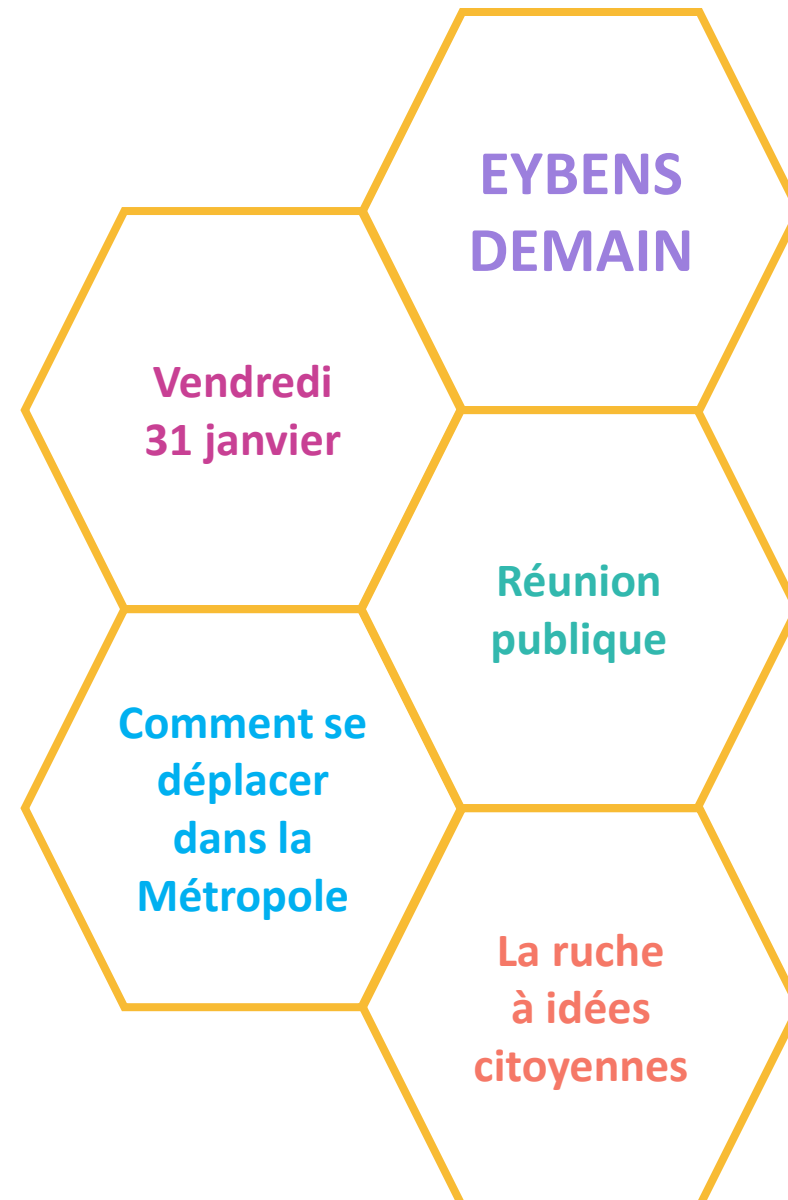 EYBENS
DEMAIN
Vendredi
31 janvier
Réunion
publique
Comment se
déplacer
dans la
Métropole
La ruche
à idées
citoyennes